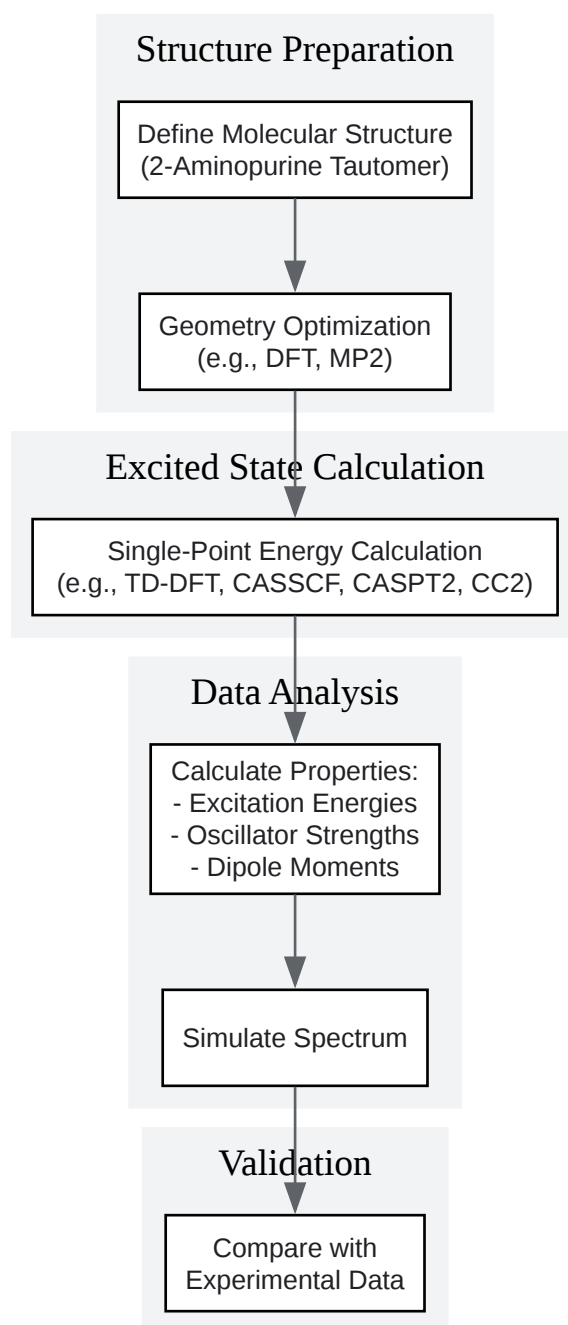 Structure Preparation
Define Molecular Structure
(2-Aminopurine Tautomer)
Geometry Optimization
(e.g., DFT, MP2)
Excited State Calculation
Single-Point Energy Calculation
(e.g., TD-DFT, CASSCF, CASPT2, CC2)
Data Analysis
Calculate Properties:
- Excitation Energies
- Oscillator Strengths
- Dipole Moments
Simulate Spectrum
Validation
Compare with
Experimental Data